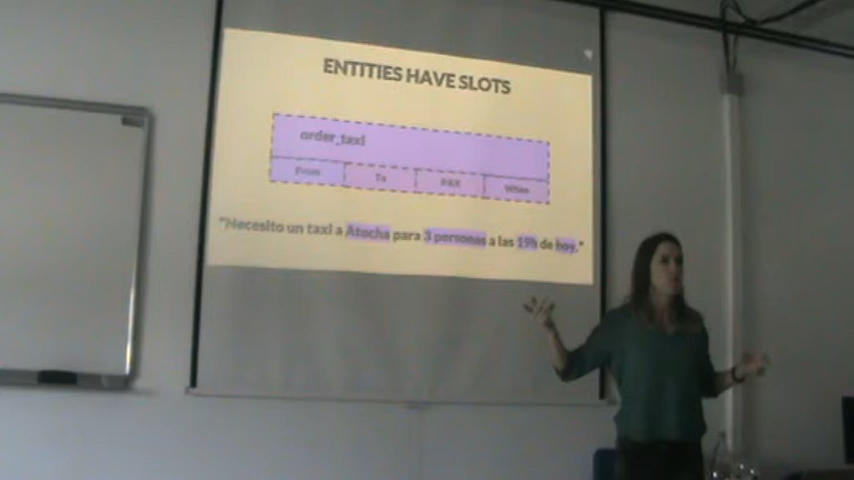 ENTITIES HAVE SLOTS
order_taxi
From To PAX When
"Necesito un taxi a Atocha para 3 personas a las 19h de hoy."